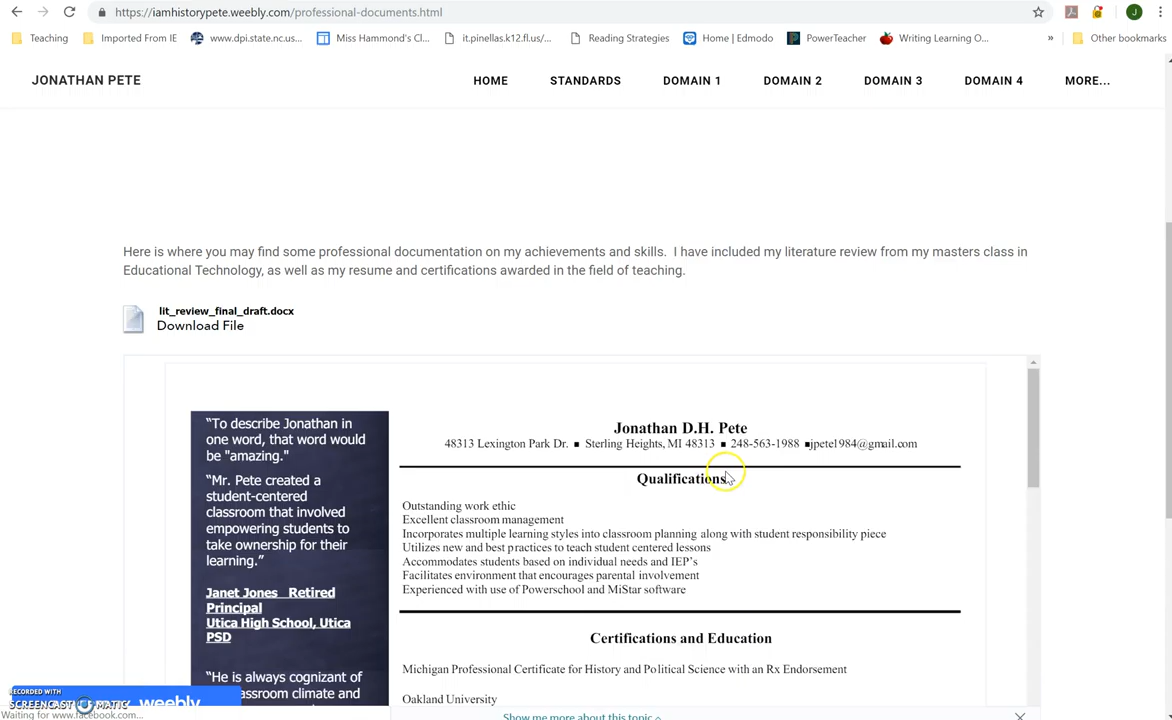 https://iamhistorypete.weebly.com/professional-documents.html
Teaching Imported From IE www.dpi.state.nc.us... Miss Hammond's Cl... it.pinellas.k12.fl.us/... Reading Strategies Home | Edmodo PowerTeacher Writing Learning O... » Other bookmarks
JONATHAN PETE HOME STANDARDS DOMAIN 1 DOMAIN 2 DOMAIN 3 DOMAIN 4 MORE...
Here is where you may find some professional documentation on my achievements and skills. I have included my literature review from my masters class in
Educational Technology, as well as my resume and certifications awarded in the field of teaching.
lit_review_final_draft.docx
Download File
“To describe Jonathan in
one word, that word would
be "amazing."
“Mr. Pete created a
student-centered
classroom that involved
empowering students to
take ownership for their
learning.”
Janet Jones Retired
Principal
Utica High School, Utica
PSD
“He is always cognizant of
classroom climate and
Jonathan D.H. Pete
48313 Lexington Park Dr. ■ Sterling Heights, MI 48313 ■ 248-563-1988 ■jpete1984@gmail.com
Qualifications
Outstanding work ethic
Excellent classroom management
Incorporates multiple learning styles into classroom planning along with student responsibility piece
Utilizes new and best practices to teach student centered lessons
Accommodates students based on individual needs and IEP’s
Facilitates environment that encourages parental involvement
Experienced with use of Powerschool and MiStar software
Certifications and Education
Michigan Professional Certificate for History and Political Science with an Rx Endorsement
Oakland University
RECORDED WITH
SCREENCAST MATIC
weebly
Waiting for www.facebook.com...
Show me more about this topic